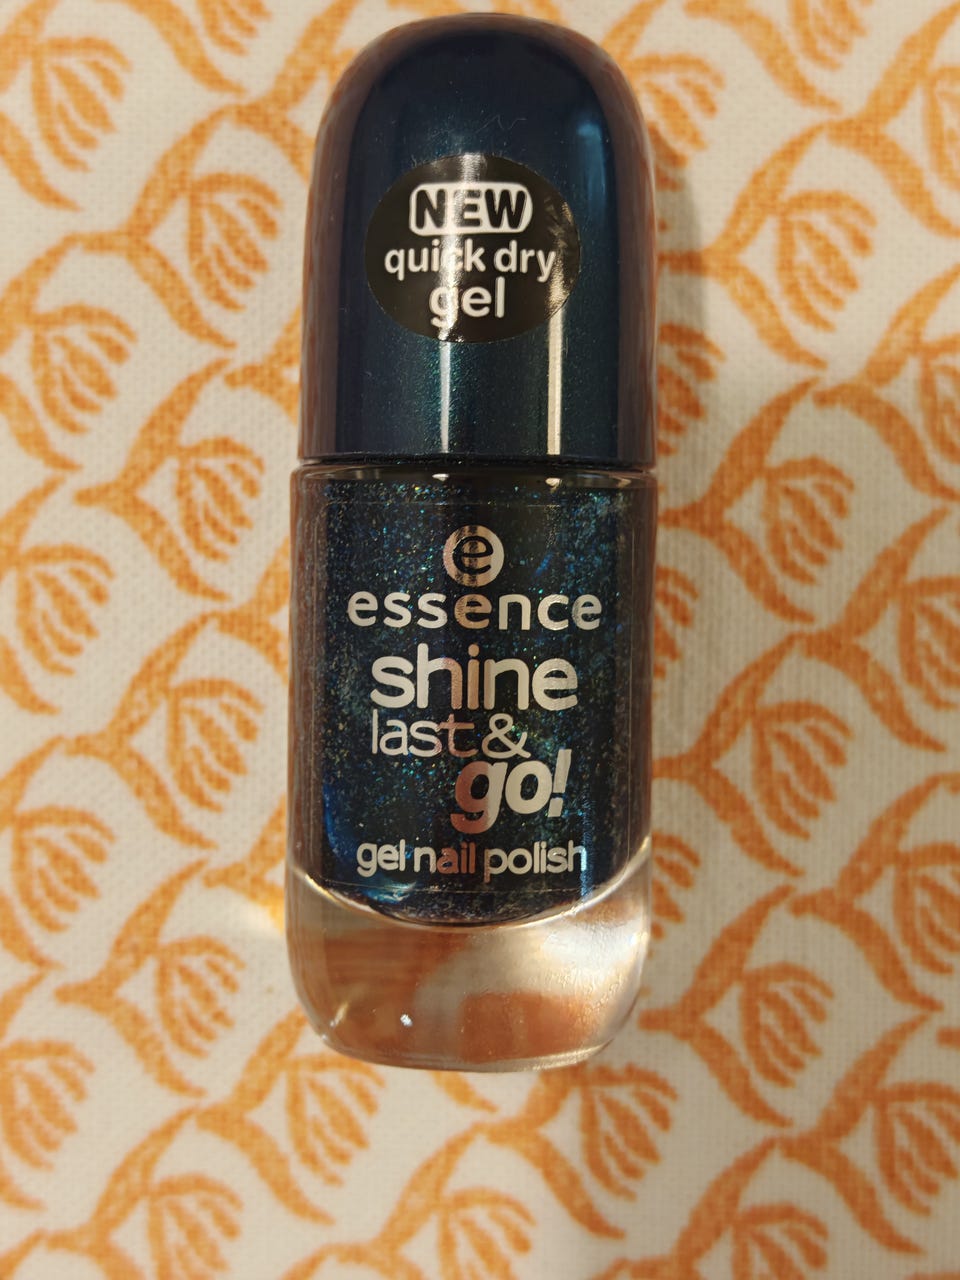 NEW
quick dry
gel
e
essence
shine
last &
go!
gel nail polish